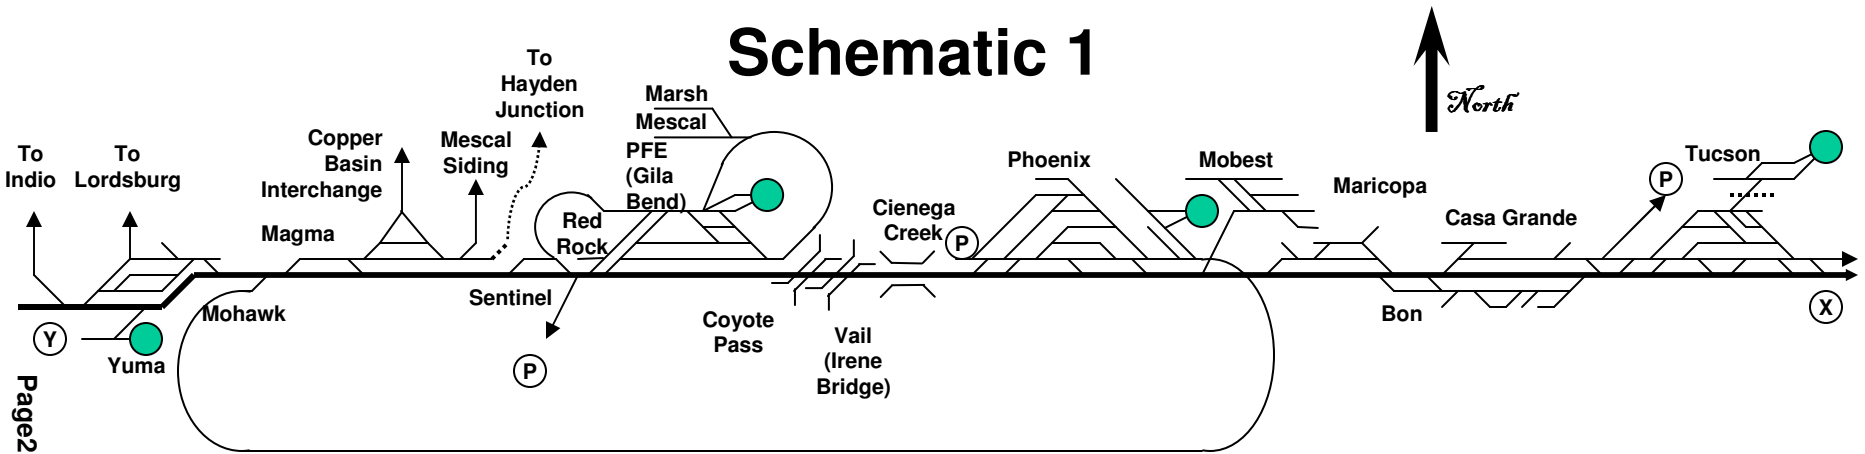 Schematic 1
North
To
Indio
To
Lordsburg
Copper
Basin
Interchange
Mescal
Siding
To
Hayden
Junction
Marsh
Mescal
PFE
(Gila
Bend)
Red
Rock
Magma
Cienega
Creek
P
Phoenix
Mobest
Maricopa
Casa Grande
P
Tucson
Mohawk
Sentinel
P
Coyote
Pass
Vail
(Irene
Bridge)
Bon
X
Y
Yuma
Page2